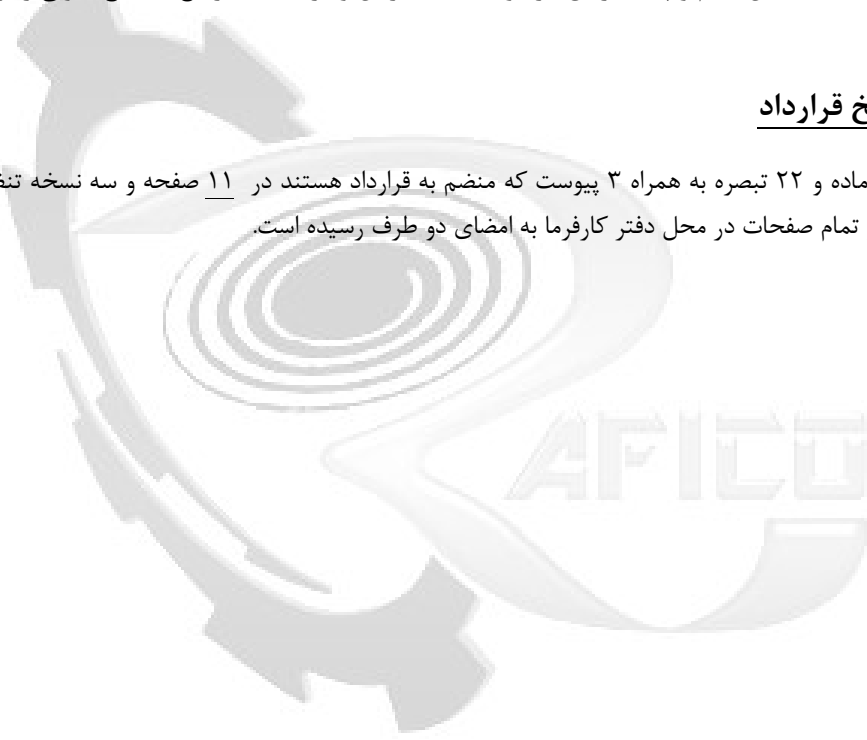 خ قرارداد
ماده و ۲۲ تبصره به همراه ۳ پیوست که منضم به قرارداد هستند در ۱۱ صفحه و سه نسخه تنف
تمام صفحات در محل دفتر کارفرما به امضای دو طرف رسیده است.
AFICO